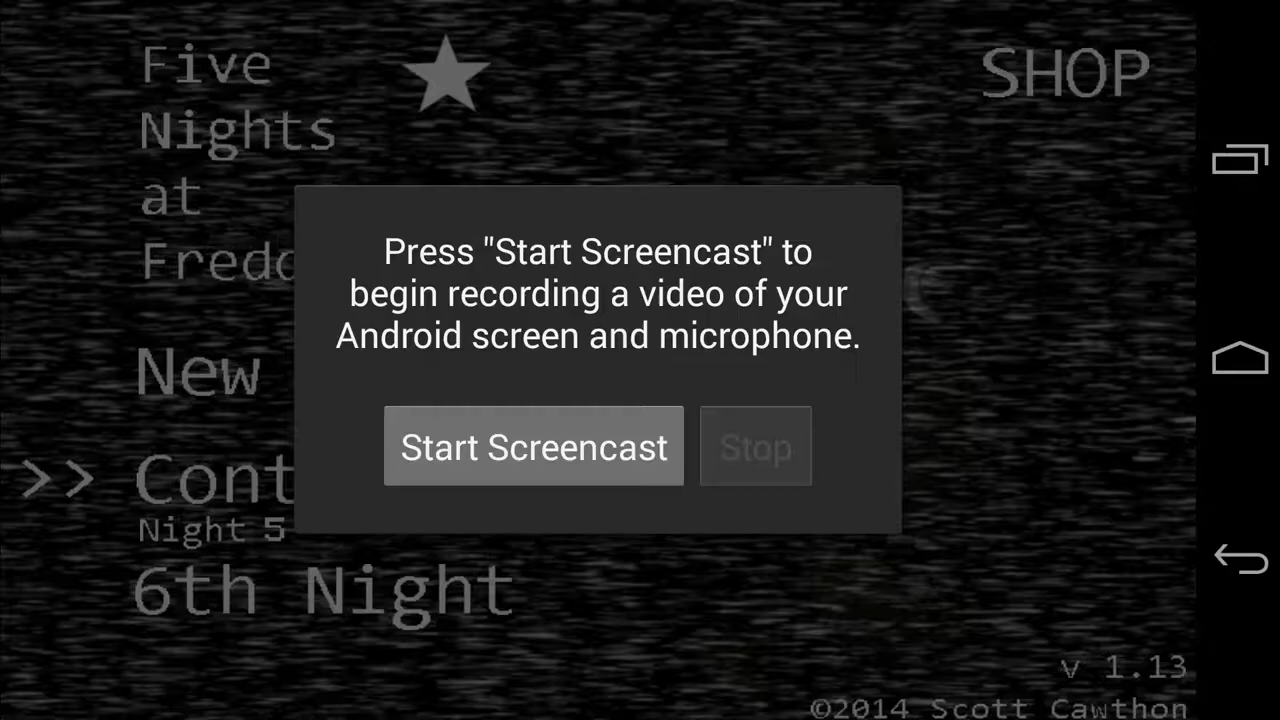 Five
Nights
at
Fredd
SHOP
Press "Start Screencast" to
begin recording a video of your
Android screen and microphone.
Start Screencast
Stop
New
>> Cont
Night 5
6th Night
v 1.13
©2014 Scott Cawthon